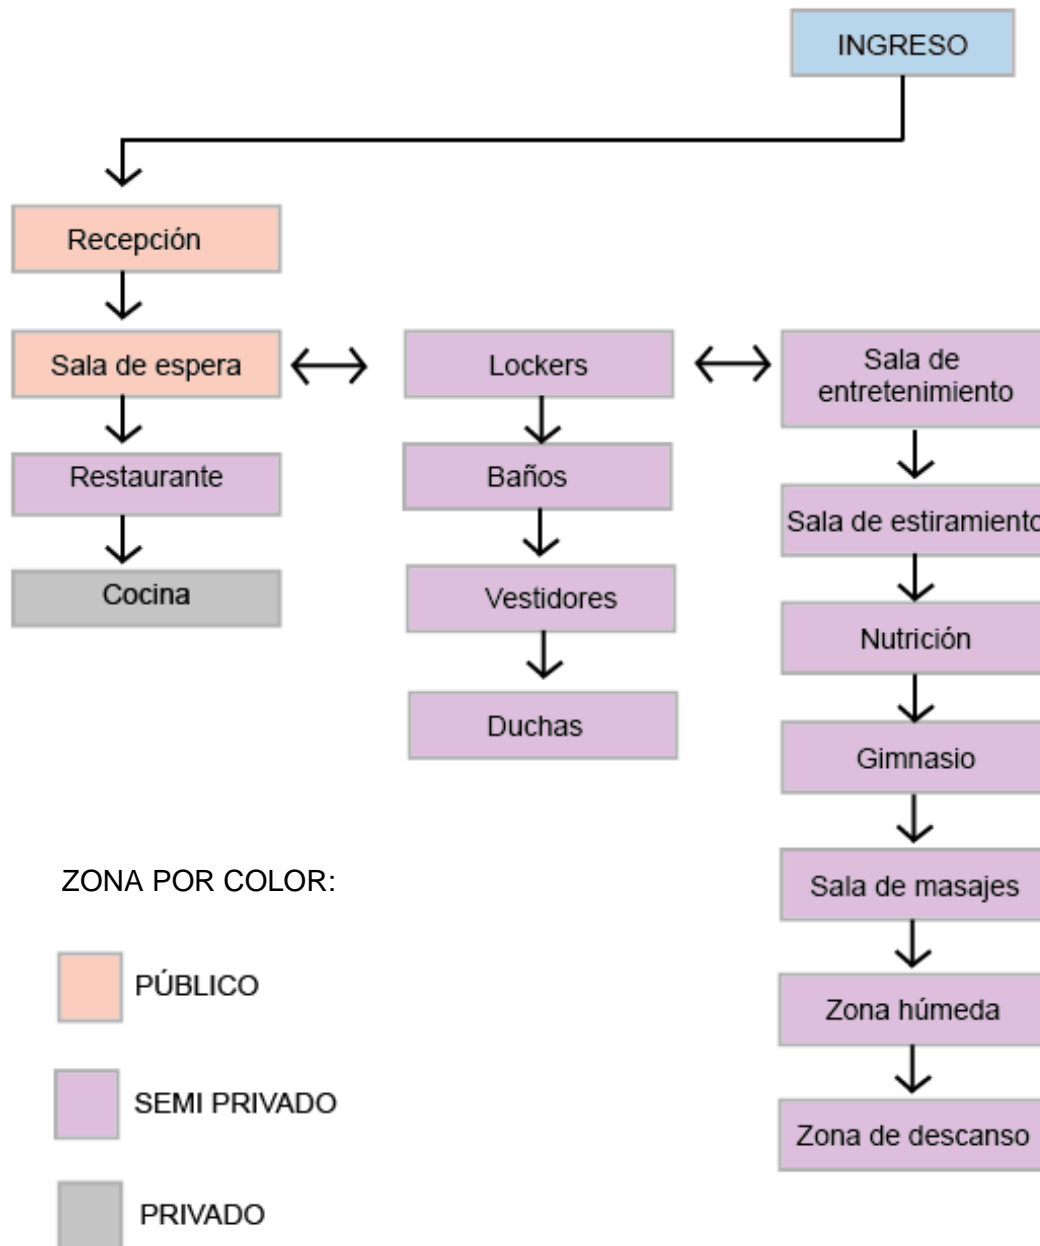 INGRESO
Recepción
Sala de espera
Restaurante
Cocina
Lockers
Baños
Vestidores
Duchas
Sala de
entretenimiento
Sala de estiramiento
Nutrición
Gimnasio
Sala de masajes
Zona húmeda
Zona de descanso
ZONA POR COLOR:
PÚBLICO
SEMI PRIVADO
PRIVADO